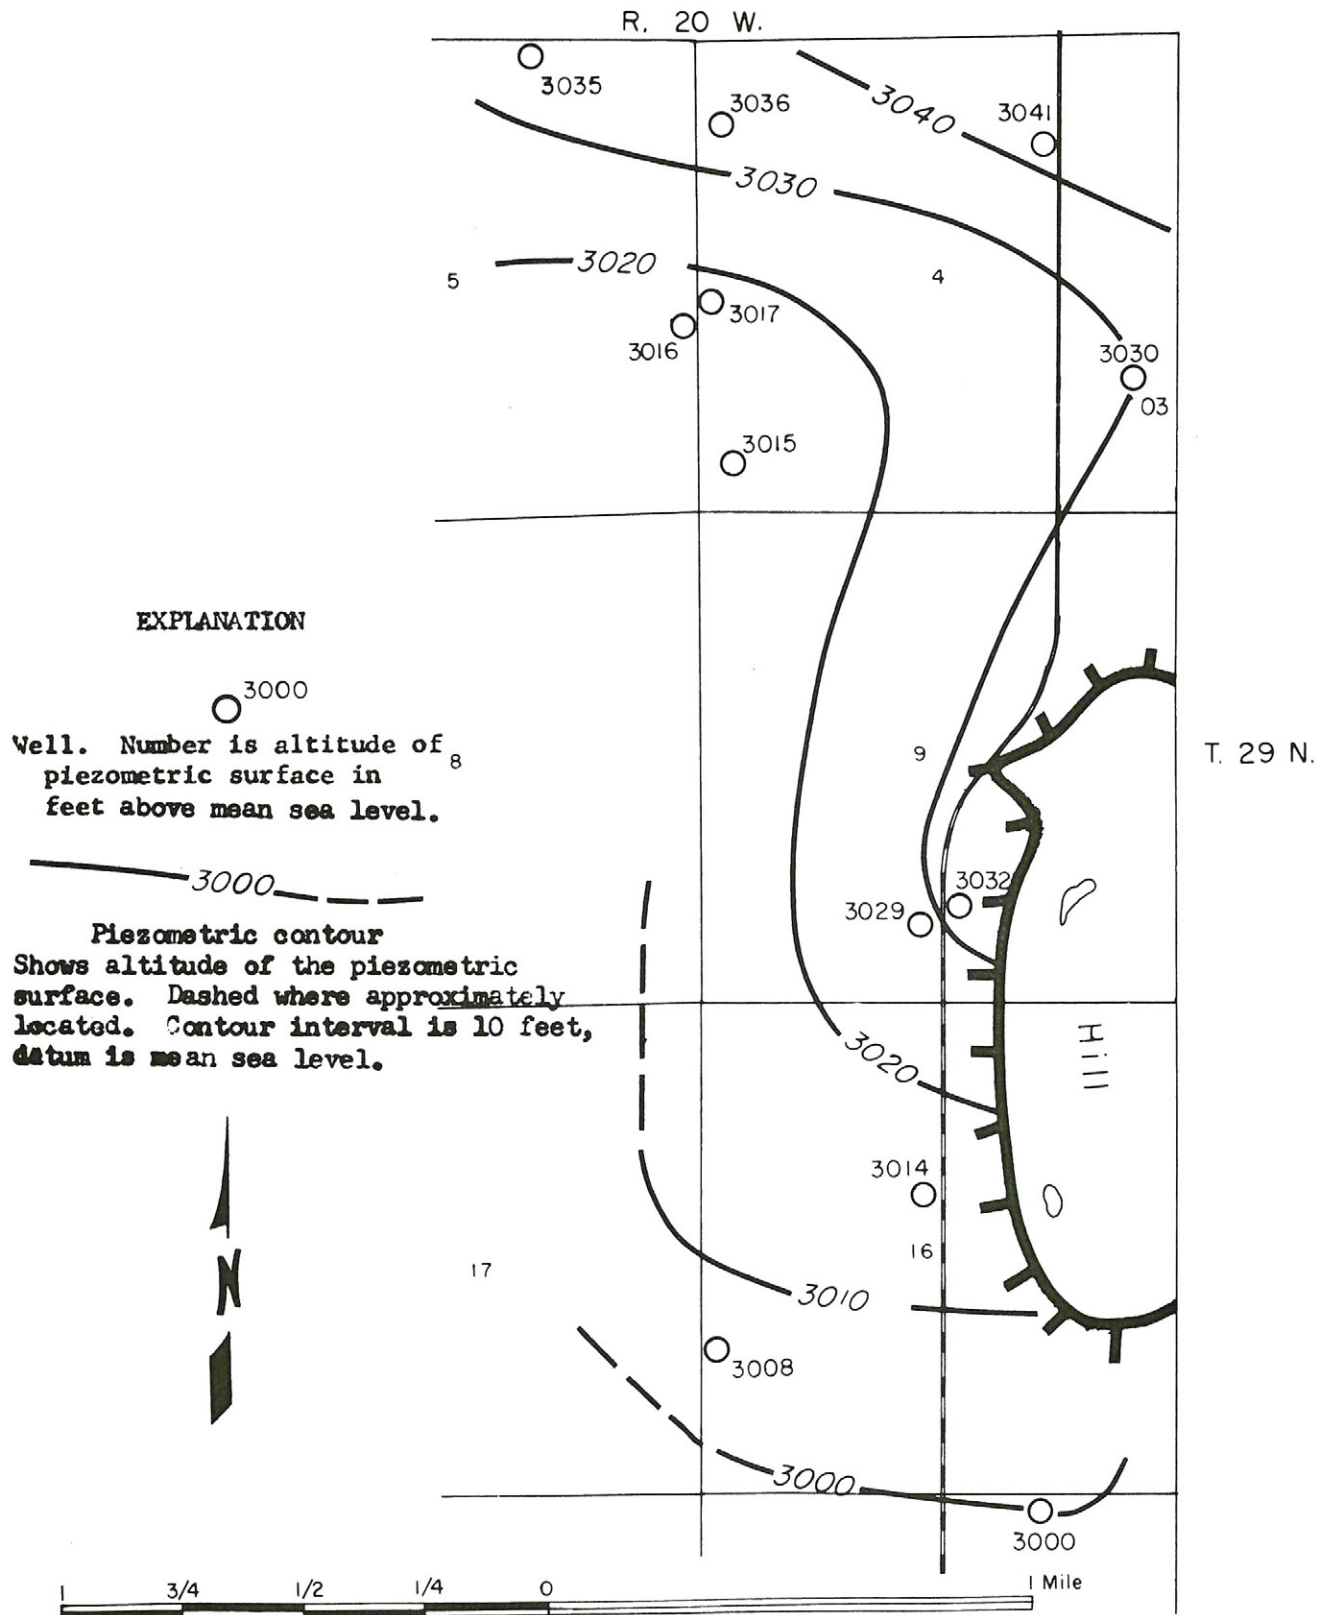 R. 20 W.
3035
3036
3040
3041
3030
3020
5
4
3017
3016
3030
03
3015
EXPLANATION
3000
Well. Number is altitude of
piezometric surface in
feet above mean sea level.
8
9
T. 29 N.
3000
3032
3029
Piezometric contour
Shows altitude of the piezometric
surface. Dashed where approximately
located. Contour interval is 10 feet,
datum is mean sea level.
Hill
3020
3014
16
17
N
3010
3008
3000
3000
1 3/4 1/2 1/4 0 1 Mile